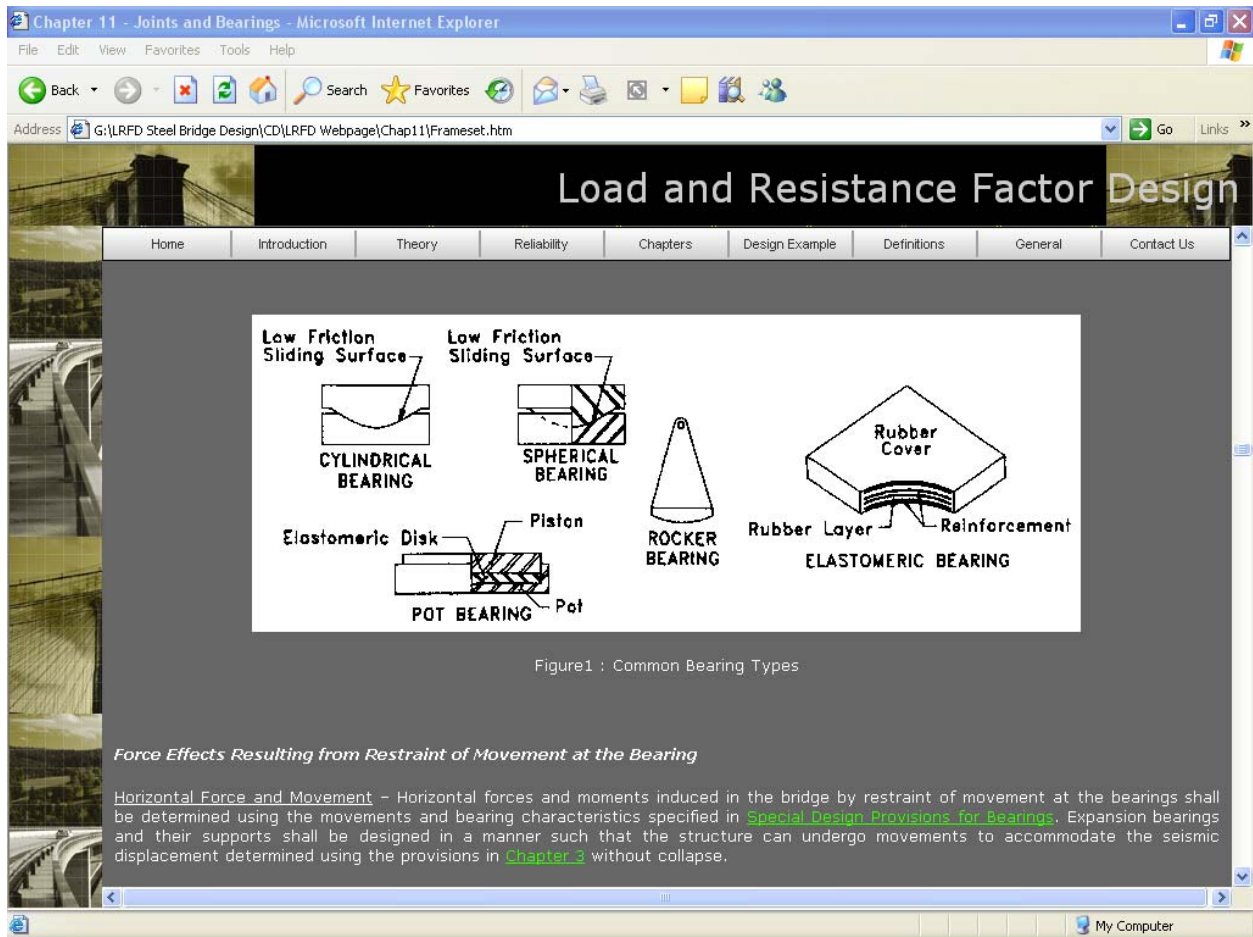 Chapter 11 - Joints and Bearings - Microsoft Internet Explorer
File Edit View Favorites Tools Help
Back Search Favorites
Address G:\LRFD Steel Bridge Design\CD\LRFD Webpage\Chap11\Frameset.htm Go Links »
Load and Resistance Factor Design
Home Introduction Theory Reliability Chapters Design Example Definitions General Contact Us
Low Friction
Sliding Surface
Low Friction
Sliding Surface
CYLINDRICAL
BEARING
SPHERICAL
BEARING
Rubber
Cover
Elastomeric Disk
Piston
POT BEARING
Pot
ROCKER
BEARING
Rubber Layer
Reinforcement
ELASTOMERIC BEARING
Figure1 : Common Bearing Types
Force Effects Resulting from Restraint of Movement at the Bearing
Horizontal Force and Movement – Horizontal forces and moments induced in the bridge by restraint of movement at the bearings shall
be determined using the movements and bearing characteristics specified in Special Design Provisions for Bearings. Expansion bearings
and their supports shall be designed in a manner such that the structure can undergo movements to accommodate the seismic
displacement determined using the provisions in Chapter 3 without collapse.
My Computer